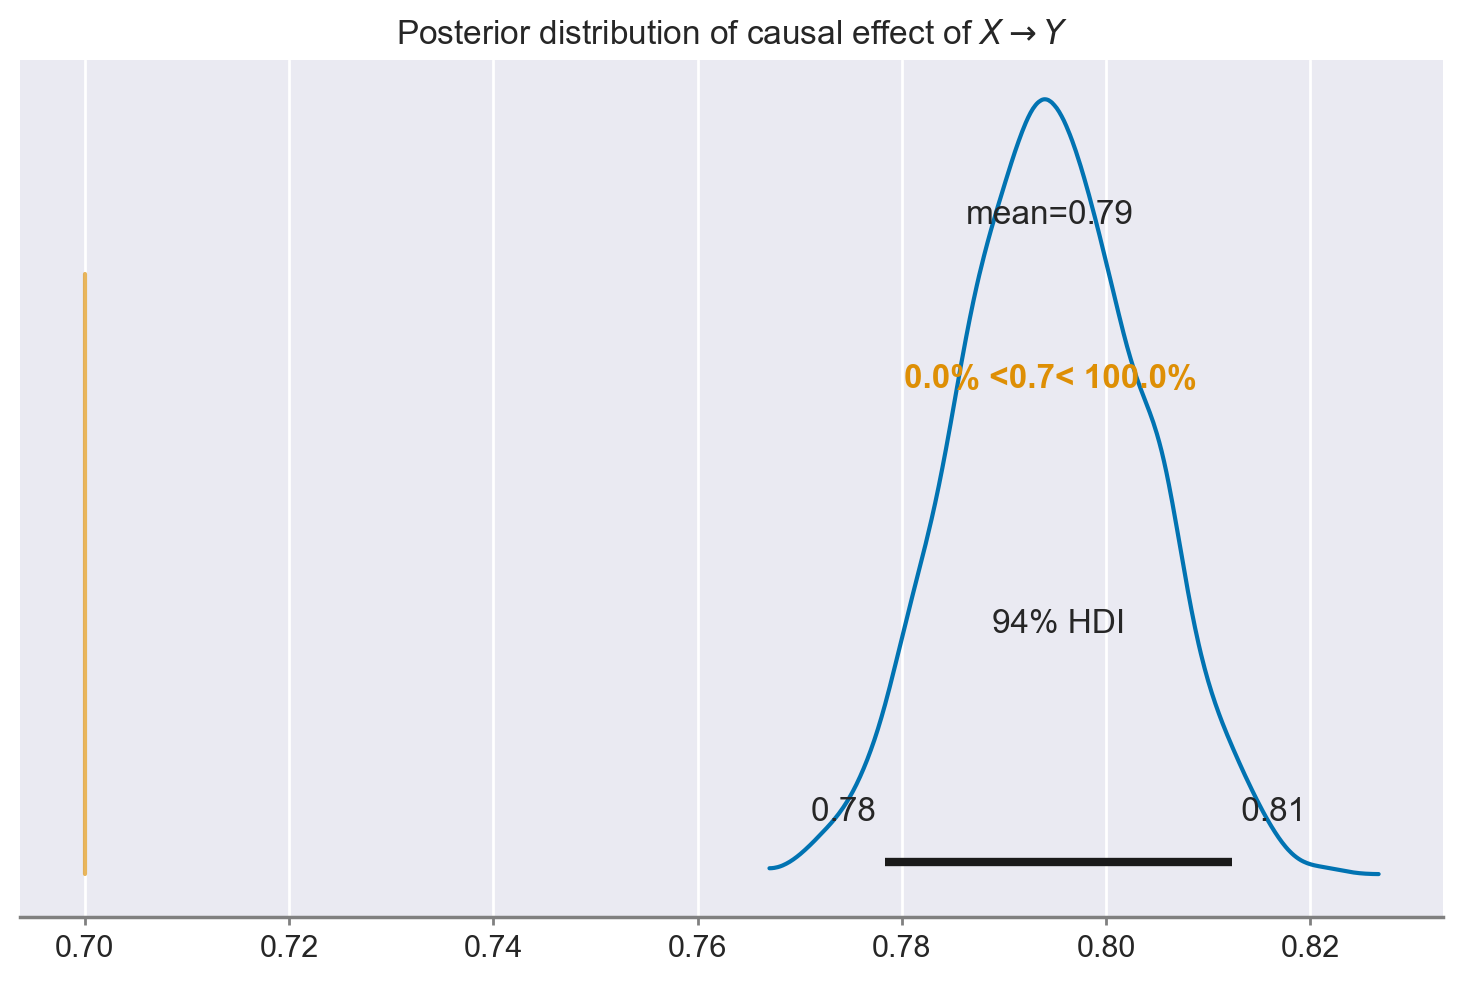 Posterior distribution of causal effect of X → Y
mean=0.79
0.0% <0.7< 100.0%
94% HDI
0.78 0.81
0.70 0.72 0.74 0.76 0.78 0.80 0.82